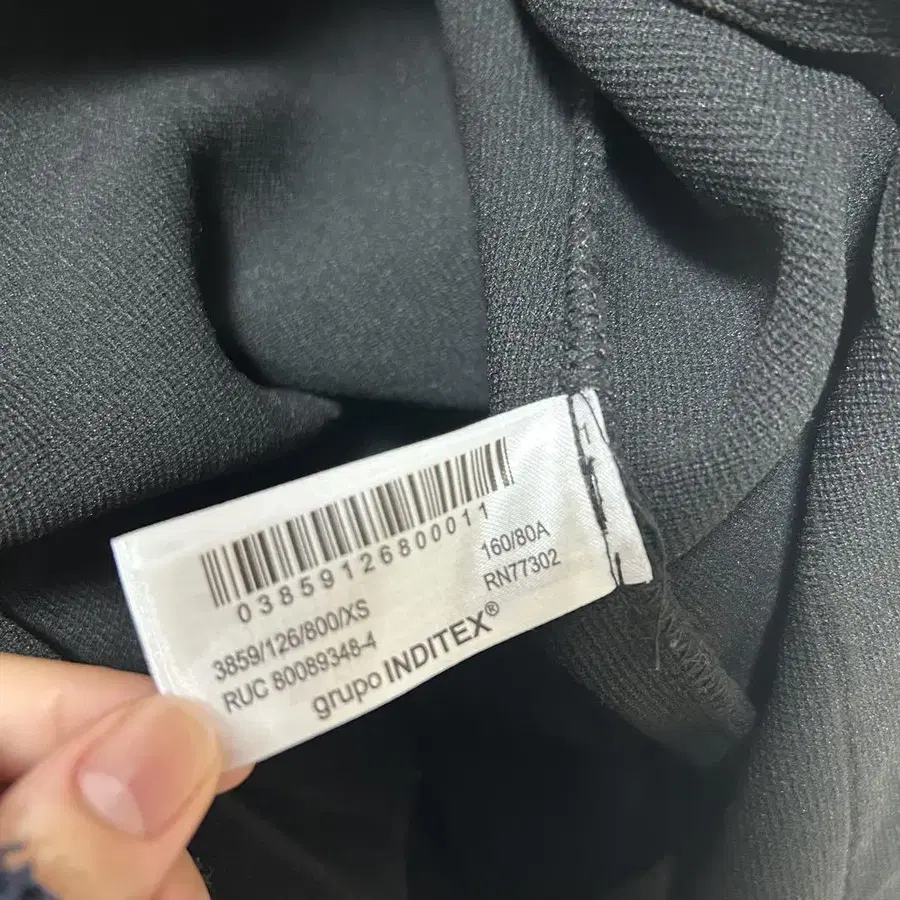 03859126800011
160/80A
3859/126/800/XS
RN77302
RUC 80089348-4
grupo INDITEX®